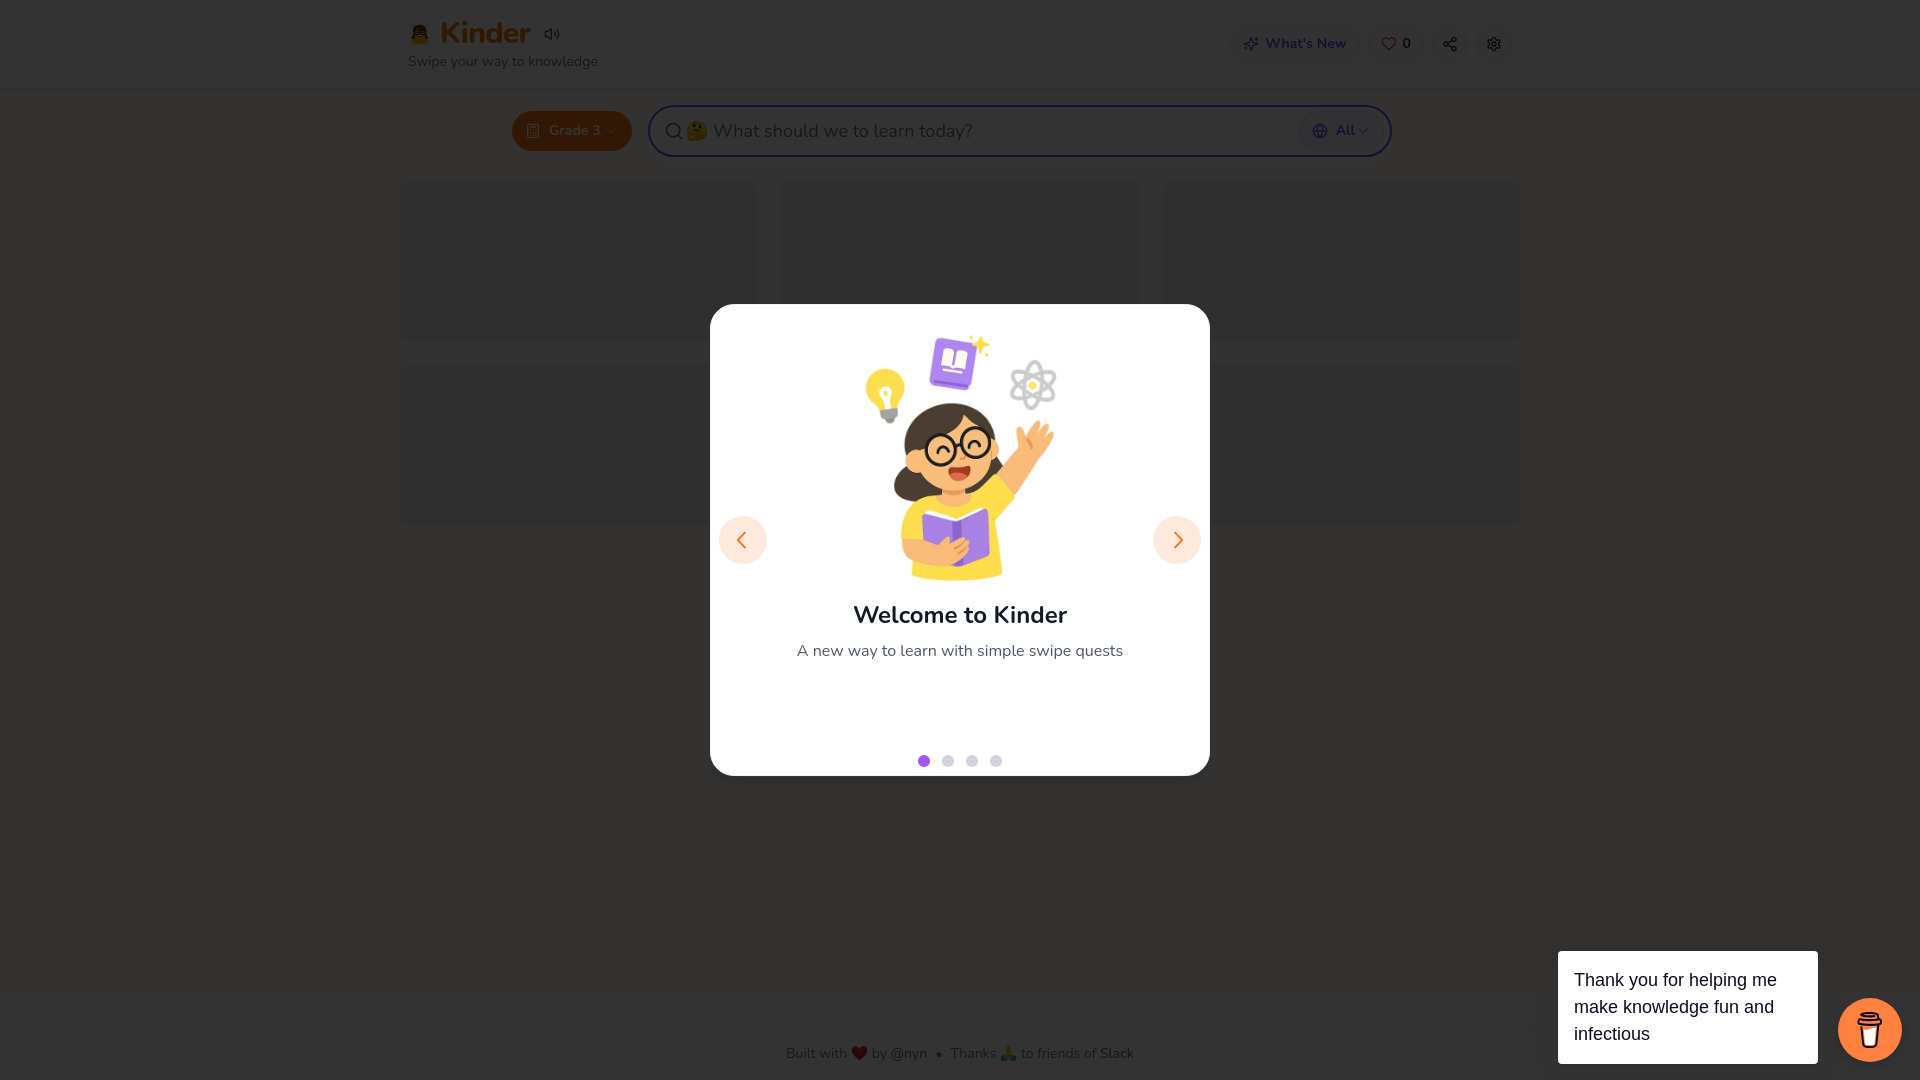 Kinder
Swipe your way to knowledge
What's New
0
Grade 3
🤔 What should we to learn today?
All
Welcome to Kinder
A new way to learn with simple swipe quests
Thank you for helping me
make knowledge fun and
infectious
Built with ❤️ by @nyn • Thanks 🙏 to friends of Slack